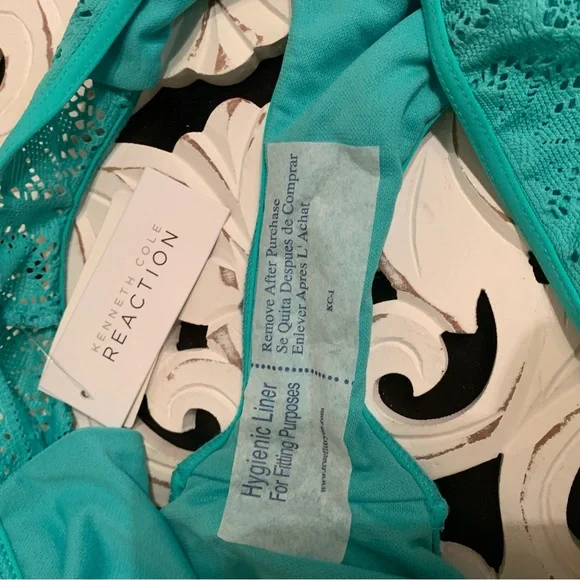 KENNETH COLE
REACTION
Remove After Purchase
Se Quita Despues de Comprar
Enlever Apres L' Achat
KC-1
Hygienic Liner
For Fitting Purposes